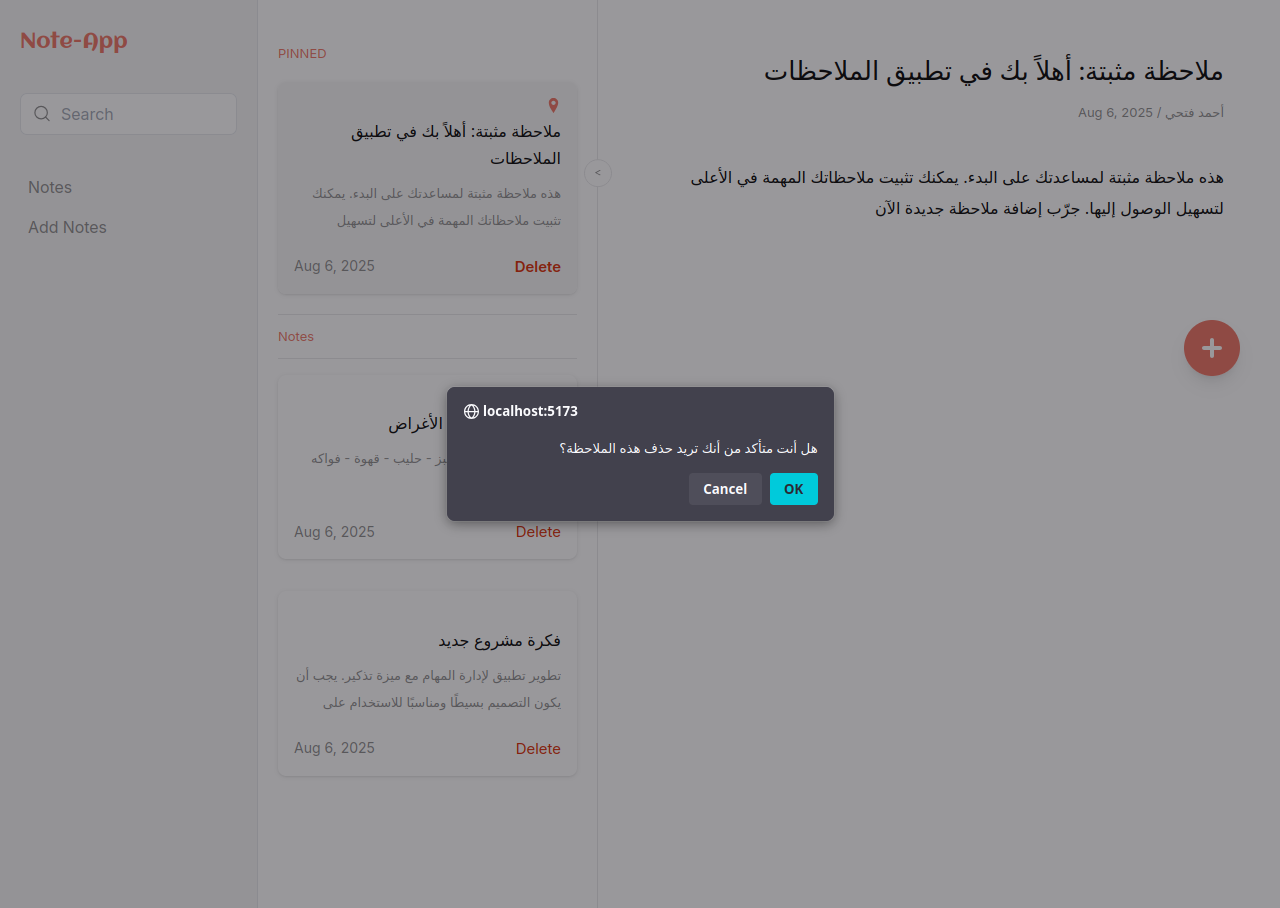 Note-App
Search
Notes
Add Notes
PINNED
ملاحظة مثبتة: أهلاً بك في تطبيق
الملاحظات
هذه ملاحظة مثبتة لمساعدتك على البدء. يمكنك
تثبيت ملاحظاتك المهمة في الأعلى لتسهيل
Aug 6, 2025
Delete
Notes
الأغراض
- حليب - قهوة - فواكه
Aug 6, 2025
Delete
فكرة مشروع جديد
تطوير تطبيق لإدارة المهام مع ميزة تذكير. يجب أن
يكون التصميم بسيطًا ومناسبًا للاستخدام على
Aug 6, 2025
Delete
<
ملاحظة مثبتة: أهلاً بك في تطبيق الملاحظات
أحمد فتحي / Aug 6, 2025
هذه ملاحظة مثبتة لمساعدتك على البدء. يمكنك تثبيت ملاحظاتك المهمة في الأعلى
لتسهيل الوصول إليها. جرّب إضافة ملاحظة جديدة الآن
+
localhost:5173
هل أنت متأكد من أنك تريد حذف هذه الملاحظة؟
Cancel
OK